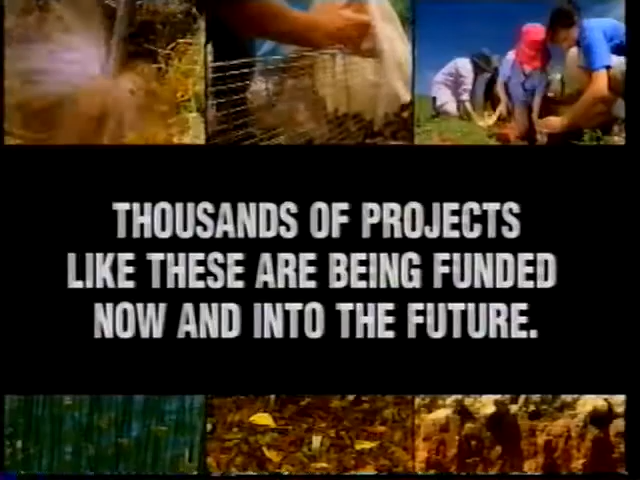 THOUSANDS OF PROJECTS
LIKE THESE ARE BEING FUNDED
NOW AND INTO THE FUTURE.